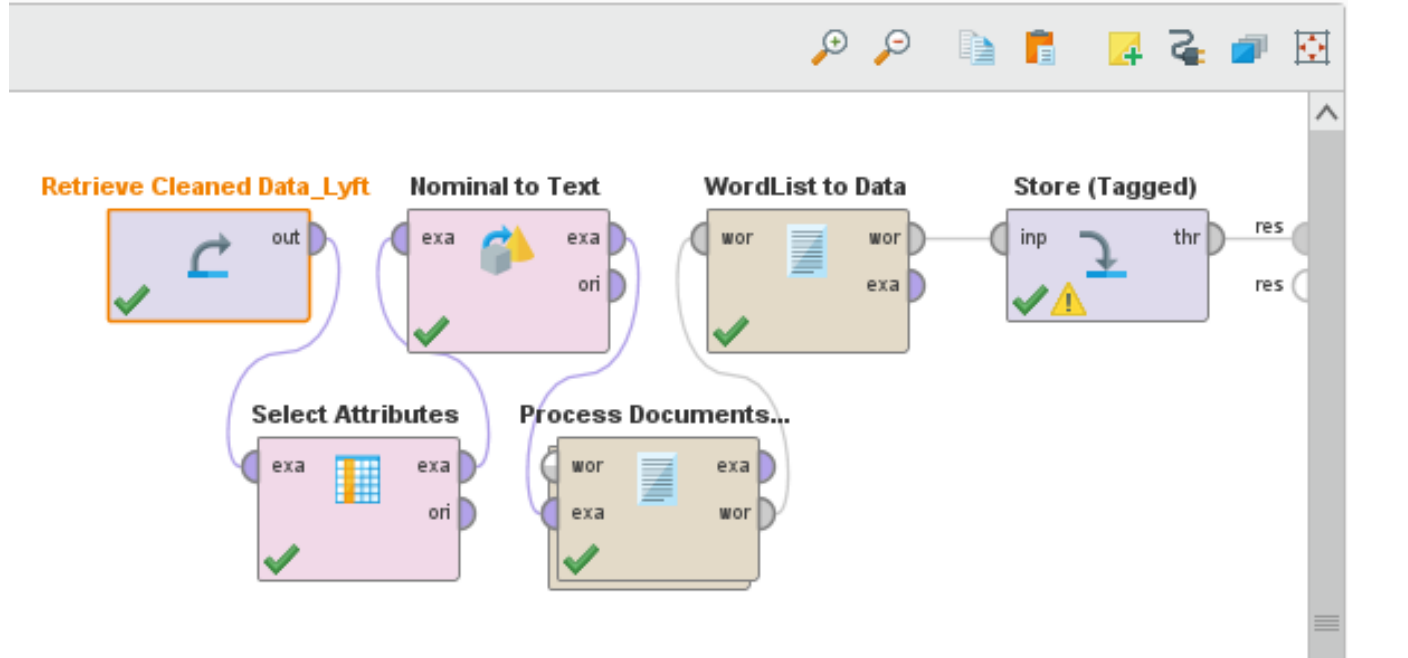 Retrieve Cleaned Data_Lyft
Nominal to Text
WordList to Data
Store (Tagged)
out
exa
exa
ori
wor
wor
exa
inp
thr
res
res
Select Attributes
Process Documents...
exa
exa
ori
wor
exa
exa
wor